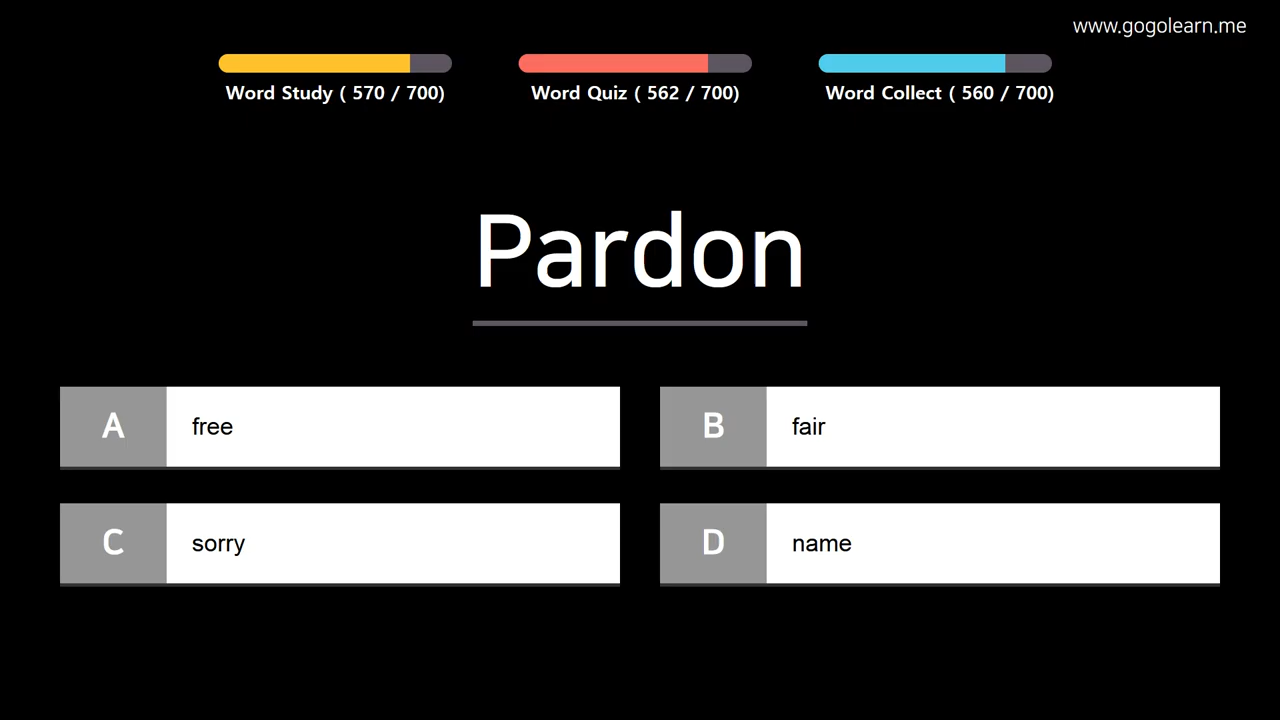 www.gogolearn.me
Word Study ( 570 / 700)
Word Quiz ( 562 / 700)
Word Collect ( 560 / 700)
Pardon
A free
B fair
C sorry
D name